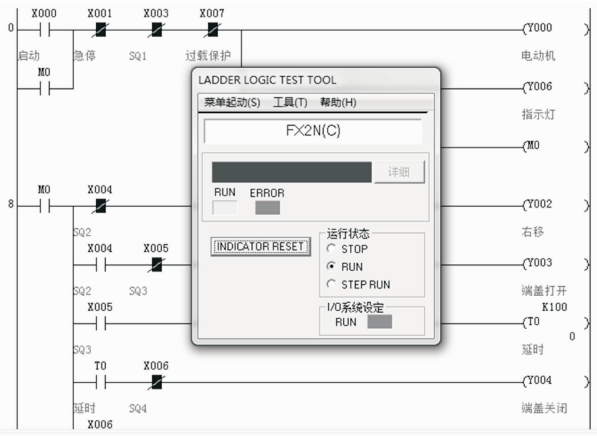 X000 X001 X003 X007
0 (Y000 )
启动 急停 SQ1 过载保护 电动机
M0 (Y006 )
指示灯
(M0 )
LADDER LOGIC TEST TOOL
菜单起动(S) 工具(T) 帮助(H)
FX2N(C)
详细
RUN ERROR
INDICATOR RESET
运行状态
STOP
RUN
STEP RUN
I/O系统设定
RUN
M0 X004
8 (Y002 )
SQ2 右移
X004 X005
(Y003 )
SQ2 SQ3 端盖打开
X005 K100
(T0 )
0
SQ3 延时
T0 X006
(Y004 )
延时 SQ4 端盖关闭
X006